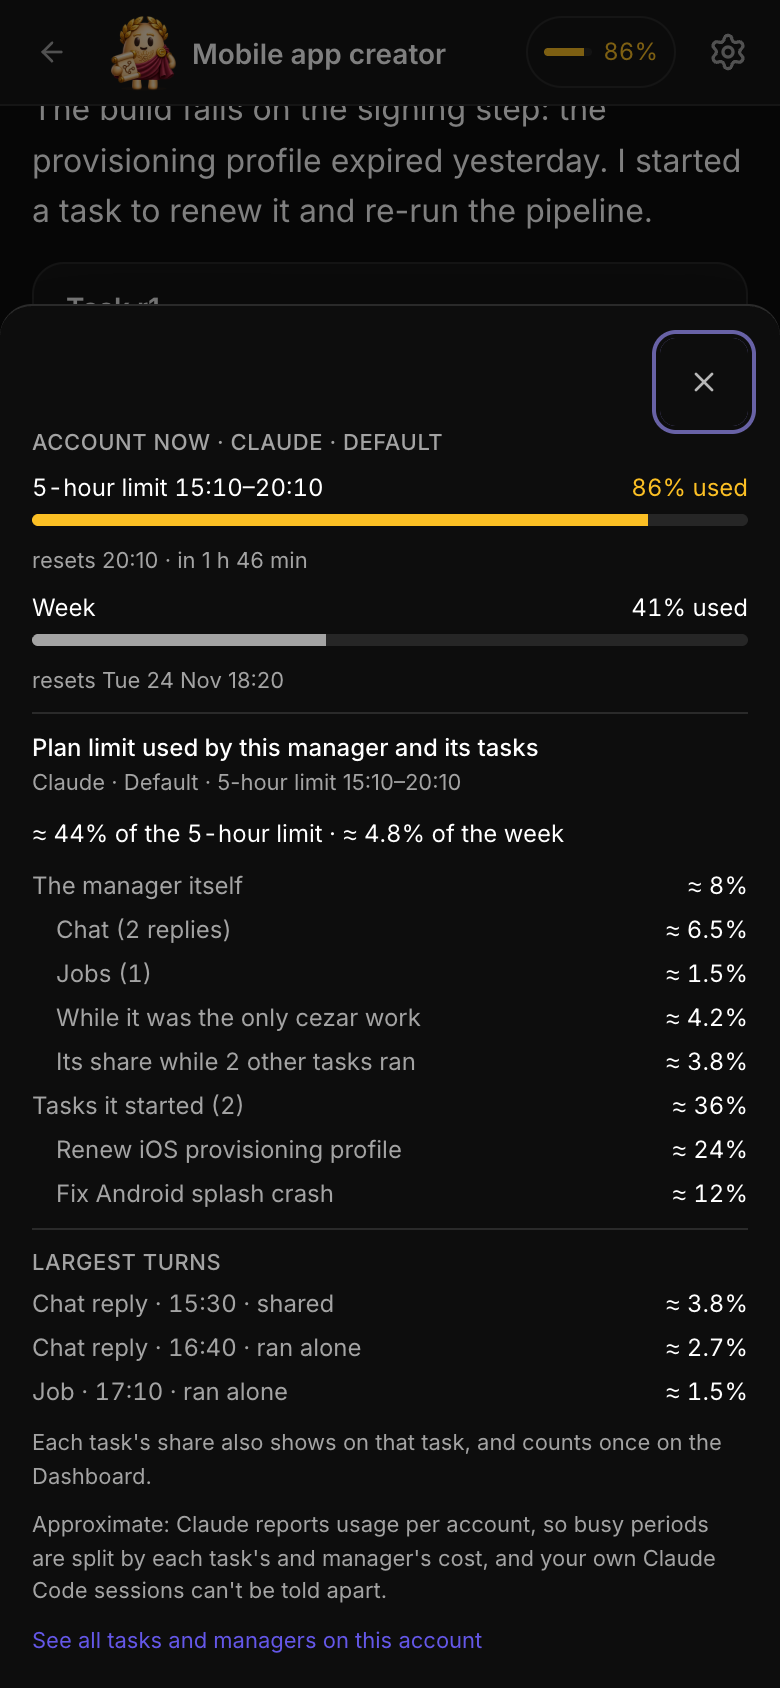 Mobile app creator
86%
The build fails on the signing step: the
provisioning profile expired yesterday. I started
a task to renew it and re-run the pipeline.
Task r1
ACCOUNT NOW · CLAUDE · DEFAULT
5-hour limit 15:10–20:10
86% used
resets 20:10 · in 1 h 46 min
Week
41% used
resets Tue 24 Nov 18:20
Plan limit used by this manager and its tasks
Claude · Default · 5-hour limit 15:10–20:10
≈ 44% of the 5-hour limit · ≈ 4.8% of the week
The manager itself ≈ 8%
Chat (2 replies) ≈ 6.5%
Jobs (1) ≈ 1.5%
While it was the only cezar work ≈ 4.2%
Its share while 2 other tasks ran ≈ 3.8%
Tasks it started (2) ≈ 36%
Renew iOS provisioning profile ≈ 24%
Fix Android splash crash ≈ 12%
LARGEST TURNS
Chat reply · 15:30 · shared ≈ 3.8%
Chat reply · 16:40 · ran alone ≈ 2.7%
Job · 17:10 · ran alone ≈ 1.5%
Each task's share also shows on that task, and counts once on the
Dashboard.
Approximate: Claude reports usage per account, so busy periods
are split by each task's and manager's cost, and your own Claude
Code sessions can't be told apart.
See all tasks and managers on this account